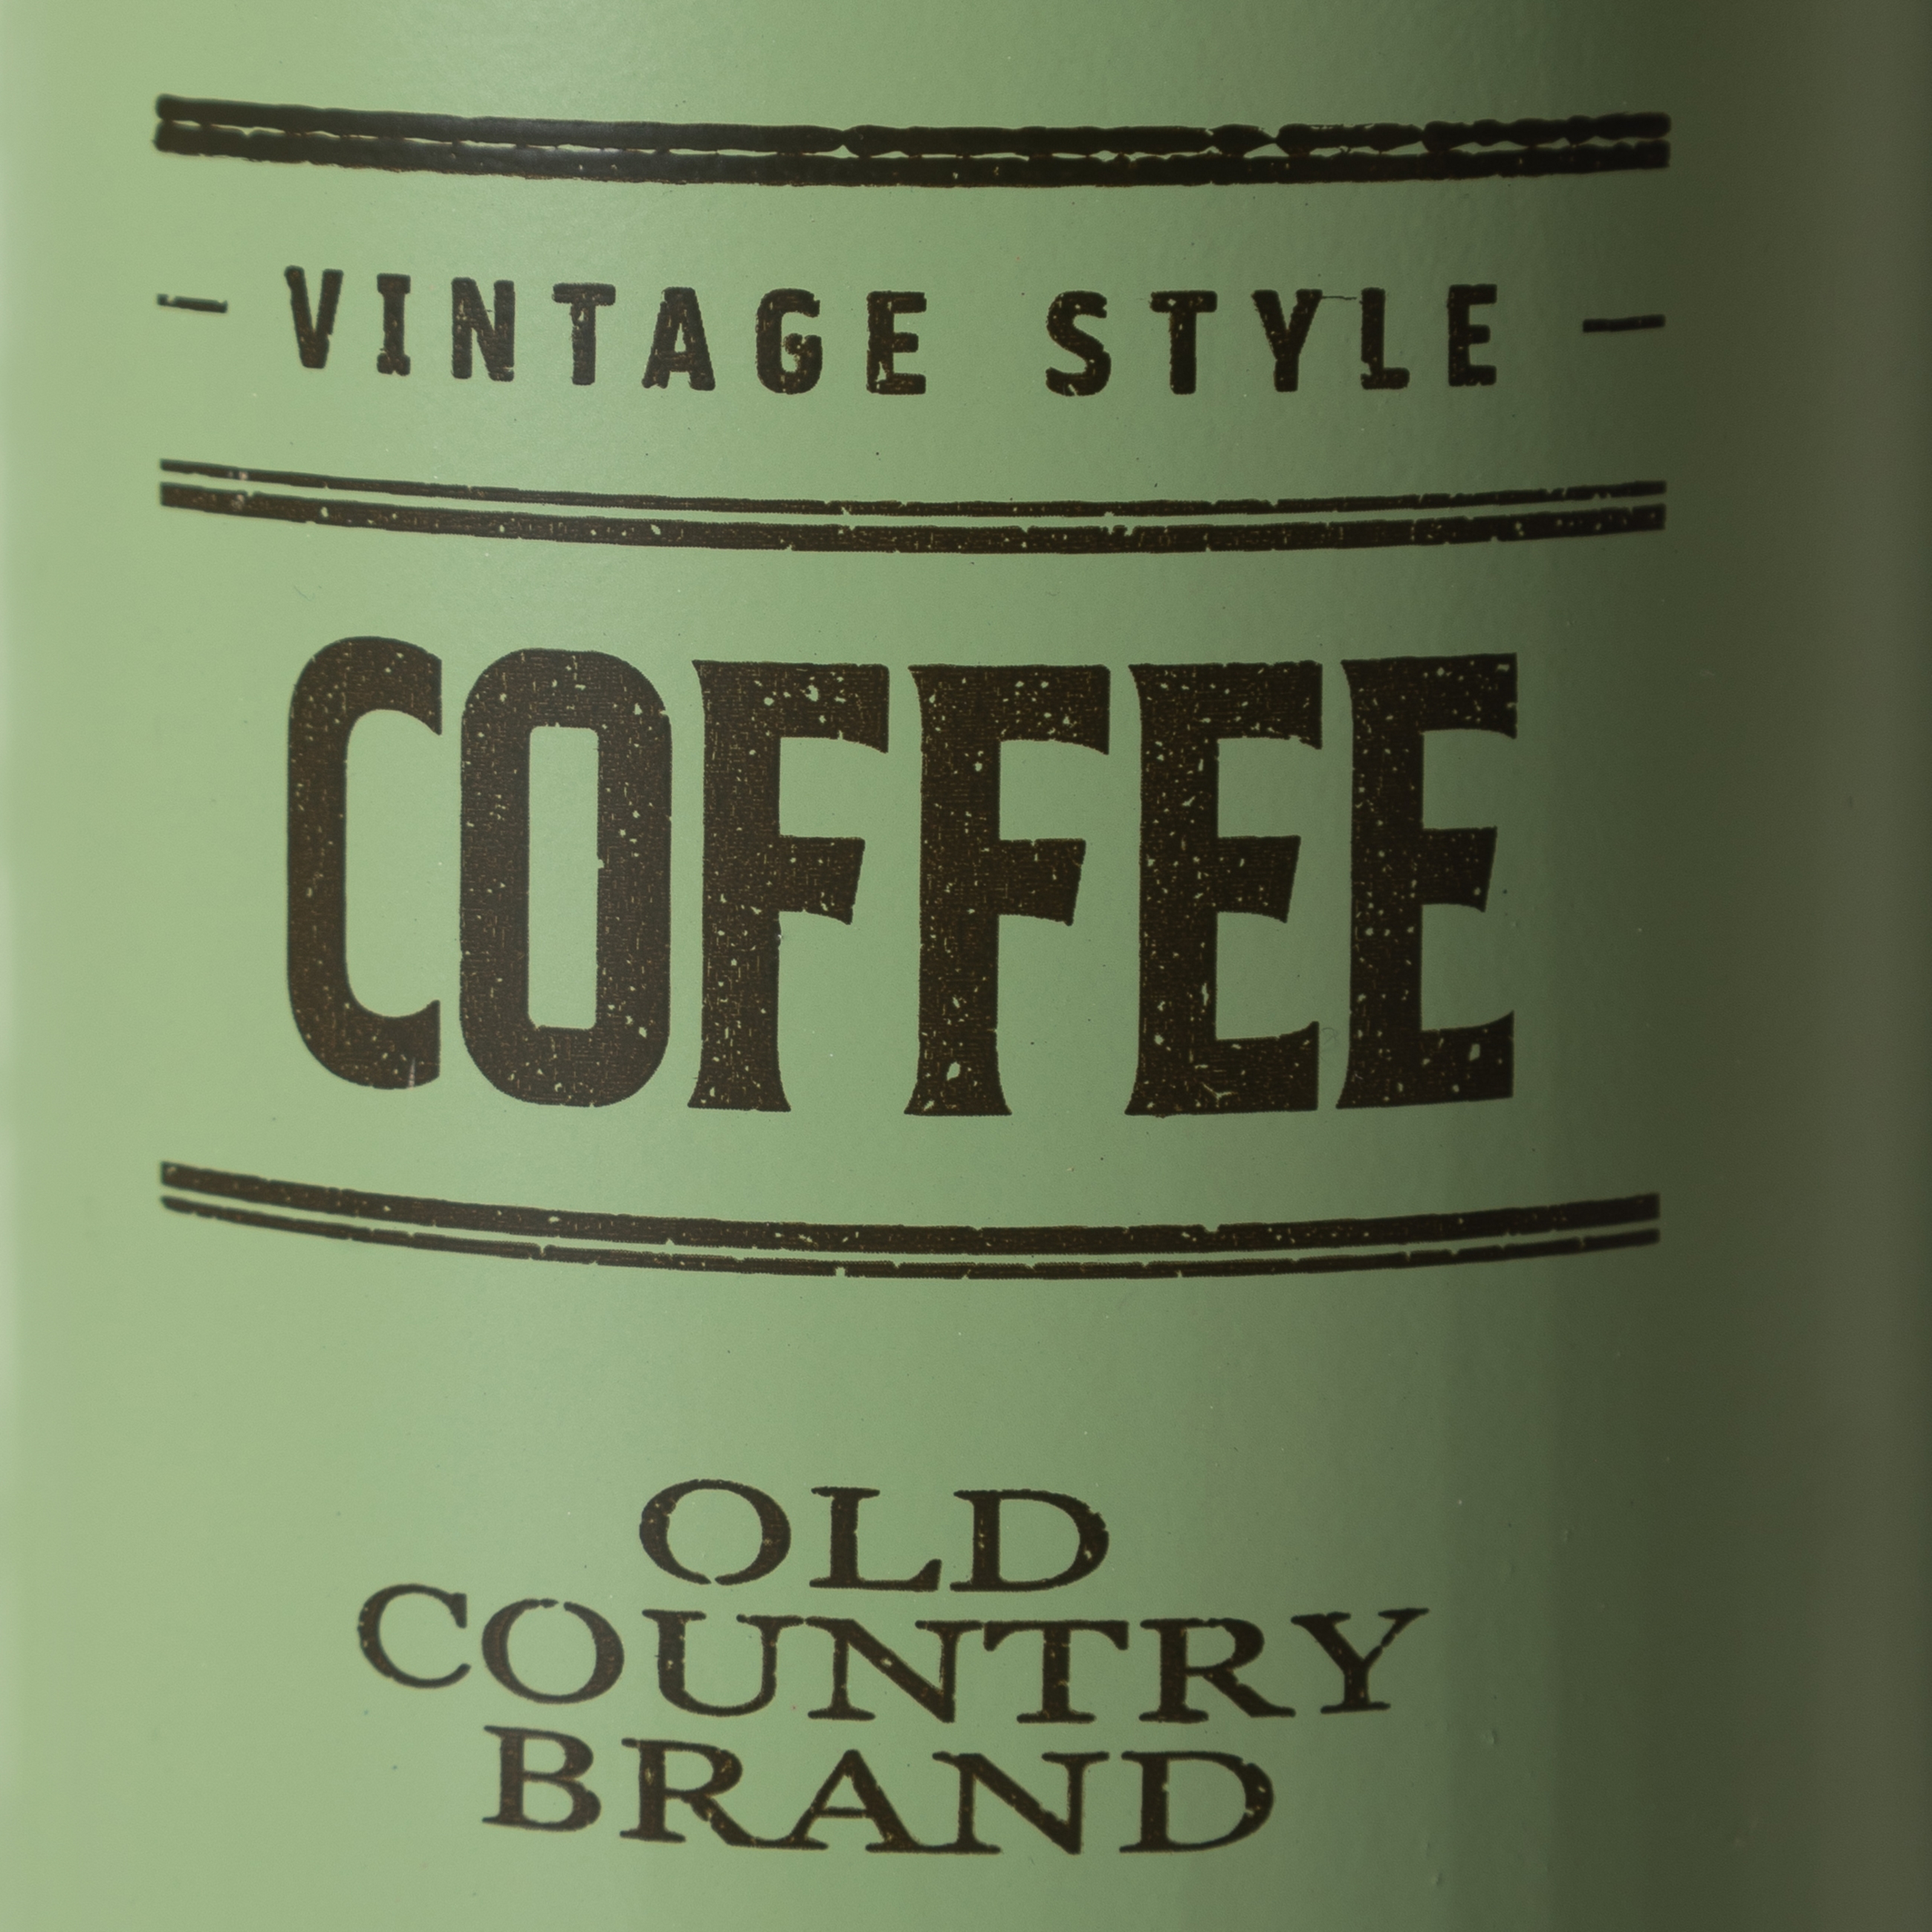 - VINTAGE STYLE -
COFFEE
OLD
COUNTRY
BRAND